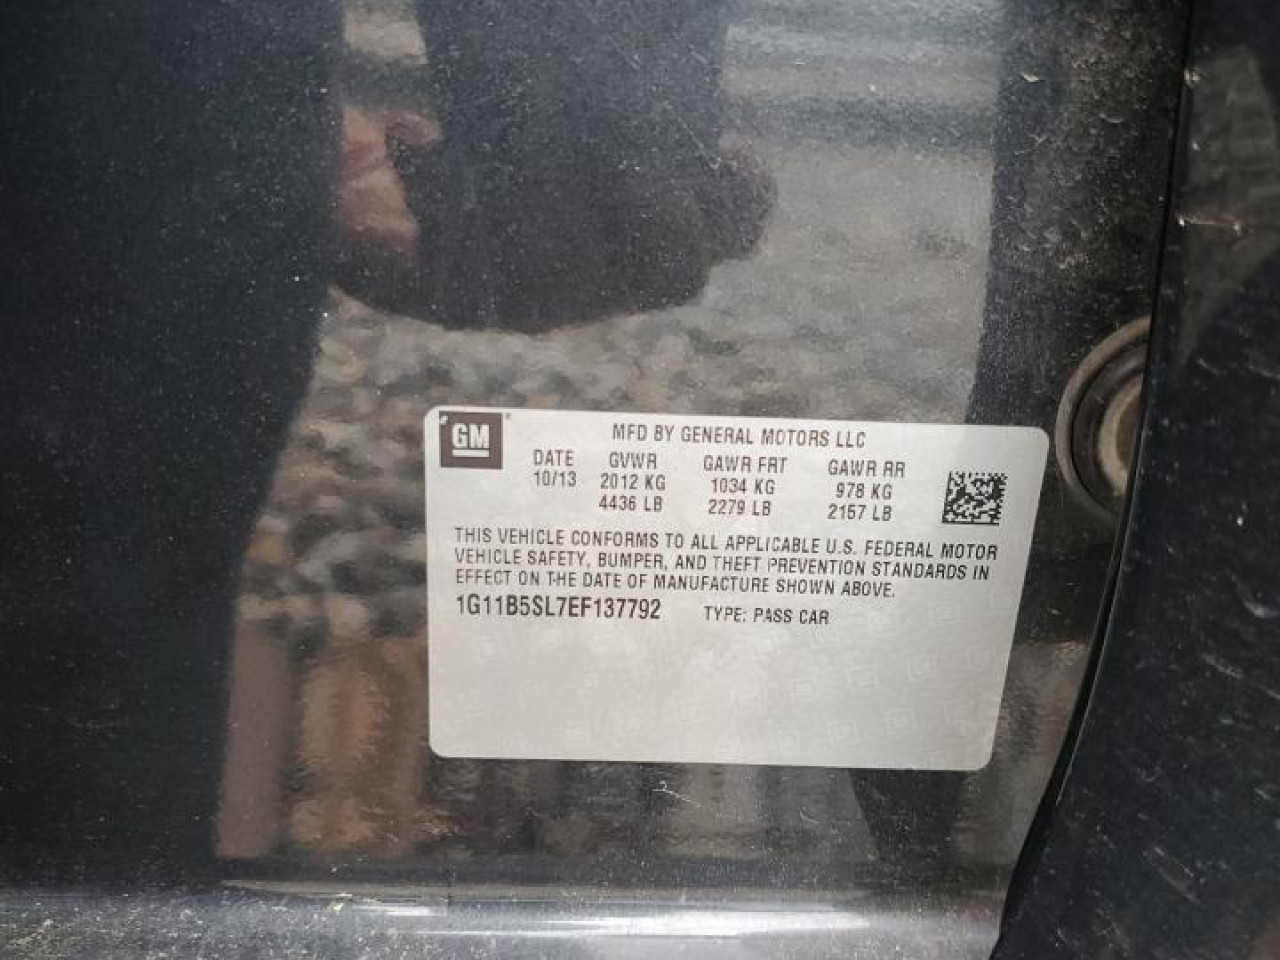 GM
MFD BY GENERAL MOTORS LLC
DATE GVWR GAWR FRT GAWR RR
10/13 2012 KG 1034 KG 978 KG
4436 LB 2279 LB 2157 LB
THIS VEHICLE CONFORMS TO ALL APPLICABLE U.S. FEDERAL MOTOR
VEHICLE SAFETY, BUMPER, AND THEFT PREVENTION STANDARDS IN
EFFECT ON THE DATE OF MANUFACTURE SHOWN ABOVE.
1G11B5SL7EF137792 TYPE: PASS CAR